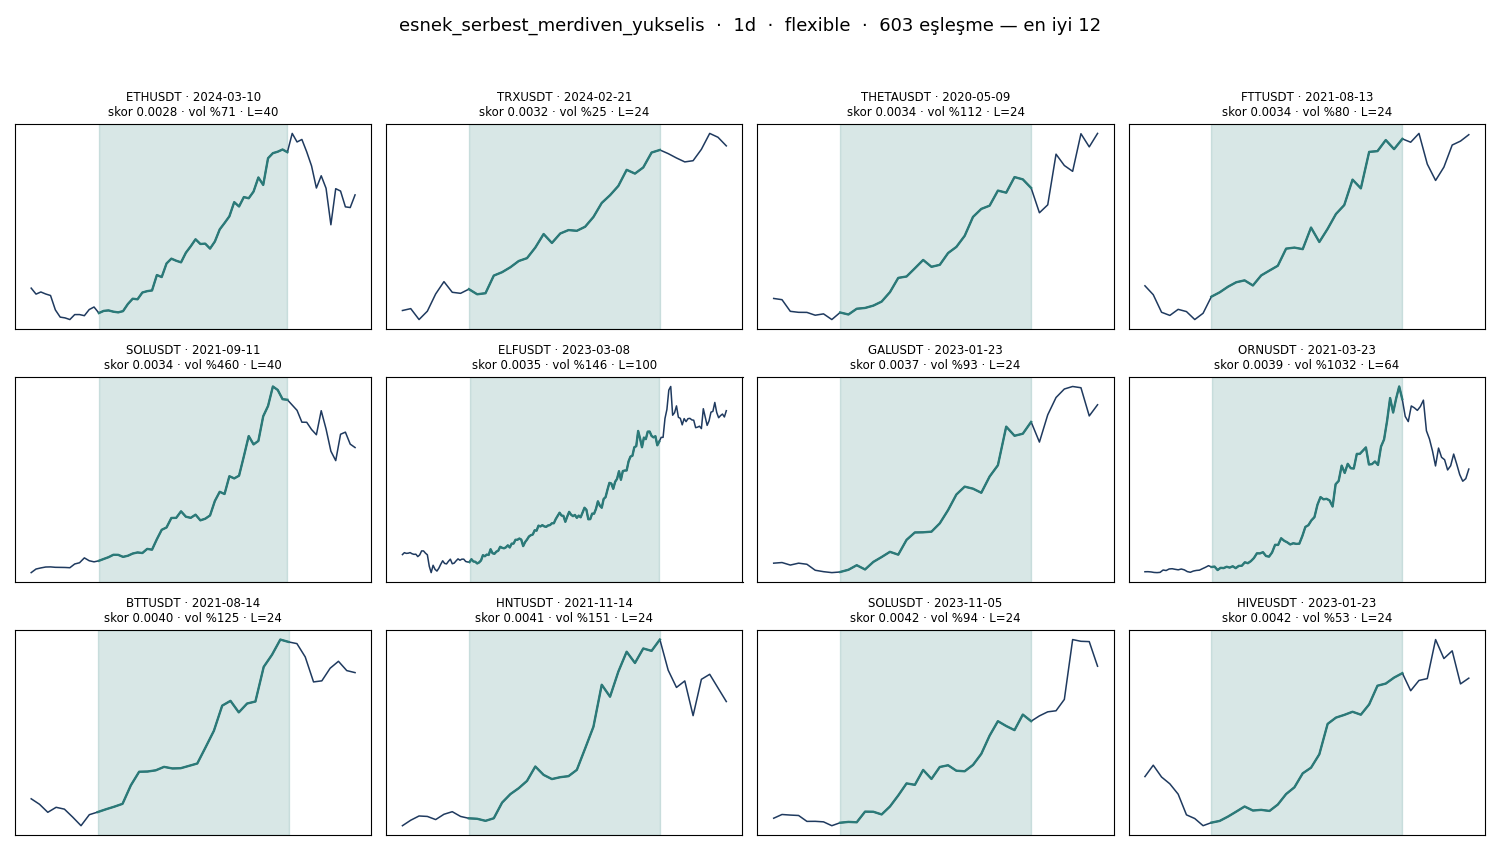 esnek_serbest_merdiven_yukselis · 1d · flexible · 603 eşleşme — en iyi 12
ETHUSDT · 2024-03-10
skor 0.0028 · vol %71 · L=40
TRXUSDT · 2024-02-21
skor 0.0032 · vol %25 · L=24
THETAUSDT · 2020-05-09
skor 0.0034 · vol %112 · L=24
FTTUSDT · 2021-08-13
skor 0.0034 · vol %80 · L=24
SOLUSDT · 2021-09-11
skor 0.0034 · vol %460 · L=40
ELFUSDT · 2023-03-08
skor 0.0035 · vol %146 · L=100
GALUSDT · 2023-01-23
skor 0.0037 · vol %93 · L=24
ORNUSDT · 2021-03-23
skor 0.0039 · vol %1032 · L=64
BTTUSDT · 2021-08-14
skor 0.0040 · vol %125 · L=24
HNTUSDT · 2021-11-14
skor 0.0041 · vol %151 · L=24
SOLUSDT · 2023-11-05
skor 0.0042 · vol %94 · L=24
HIVEUSDT · 2023-01-23
skor 0.0042 · vol %53 · L=24